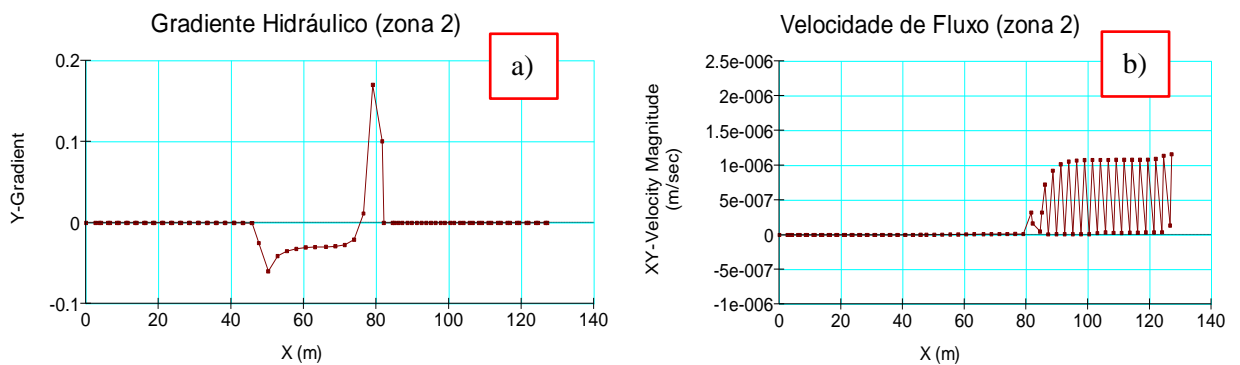 Gradiente Hidráulico (zona 2)
a)
0.2
0.1
0
-0.1
Y-Gradient
0 20 40 60 80 100 120 140
X (m)
Velocidade de Fluxo (zona 2)
b)
2.5e-006
2e-006
1.5e-006
1e-006
5e-007
0
-5e-007
-1e-006
XY-Velocity Magnitude
(m/sec)
0 20 40 60 80 100 120 140
X (m)